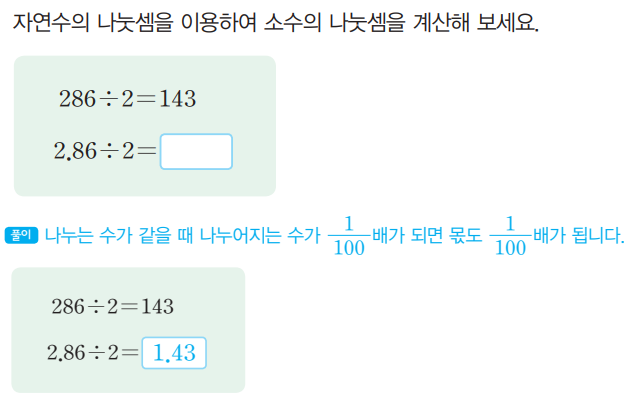 자연수의 나눗셈을 이용하여 소수의 나눗셈을 계산해 보세요.
286÷2=143
2.86÷2=
풀이 나누는 수가 같을 때 나누어지는 수가 1/100배가 되면 몫도 1/100배가 됩니다.
286÷2=143
2.86÷2=1.43